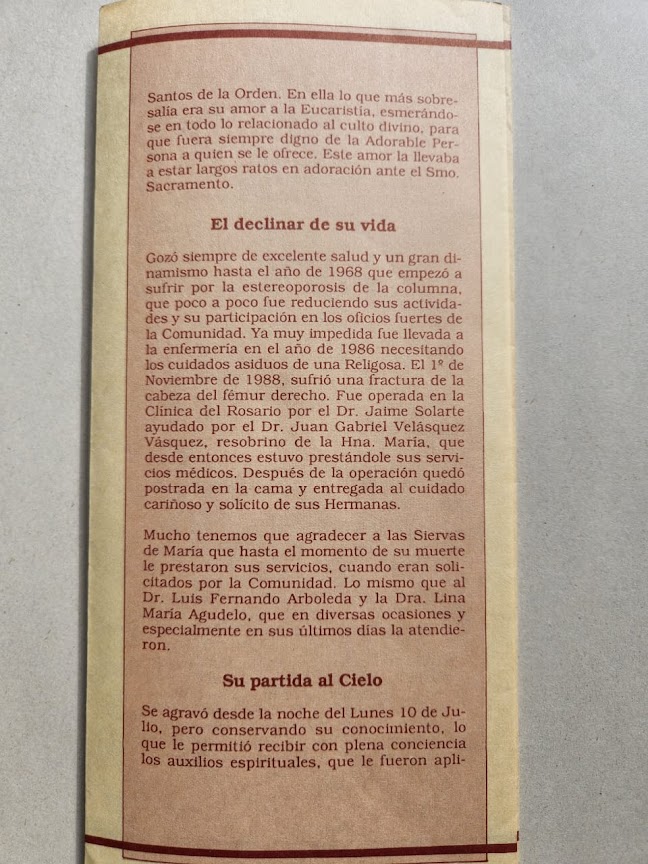 Santos de la Orden. En ella lo que más sobre-
salía era su amor a la Eucaristía, esmerándo-
se en todo lo relacionado al culto divino, para
que fuera siempre digno de la Adorable Per-
sona a quien se le ofrece. Este amor la llevaba
a estar largos ratos en adoración ante el Smo.
Sacramento.
El declinar de su vida
Gozó siempre de excelente salud y un gran di-
namismo hasta el año de 1968 que empezó a
sufrir por la estereoporosis de la columna,
que poco a poco fue reduciendo sus activida-
des y su participación en los oficios fuertes de
la Comunidad. Ya muy impedida fue llevada a
la enfermería en el año de 1986 necesitando
los cuidados asiduos de una Religosa. El 1º de
Noviembre de 1988, sufrió una fractura de la
cabeza del fémur derecho. Fue operada en la
Clínica del Rosario por el Dr. Jaime Solarte
ayudado por el Dr. Juan Gabriel Velásquez
Vásquez, resobrino de la Hna. María, que
desde entonces estuvo prestándole sus servi-
cios médicos. Después de la operación quedó
postrada en la cama y entregada al cuidado
cariñoso y solícito de sus Hermanas.
Mucho tenemos que agradecer a las Siervas
de María que hasta el momento de su muerte
le prestaron sus servicios, cuando eran soli-
citados por la Comunidad. Lo mismo que al
Dr. Luis Fernando Arboleda y la Dra. Lina
María Agudelo, que en diversas ocasiones y
especialmente en sus últimos días la atendie-
ron.
Su partida al Cielo
Se agravó desde la noche del Lunes 10 de Ju-
lio, pero conservando su conocimiento, lo
que le permitió recibir con plena conciencia
los auxilios espirituales, que le fueron apli-